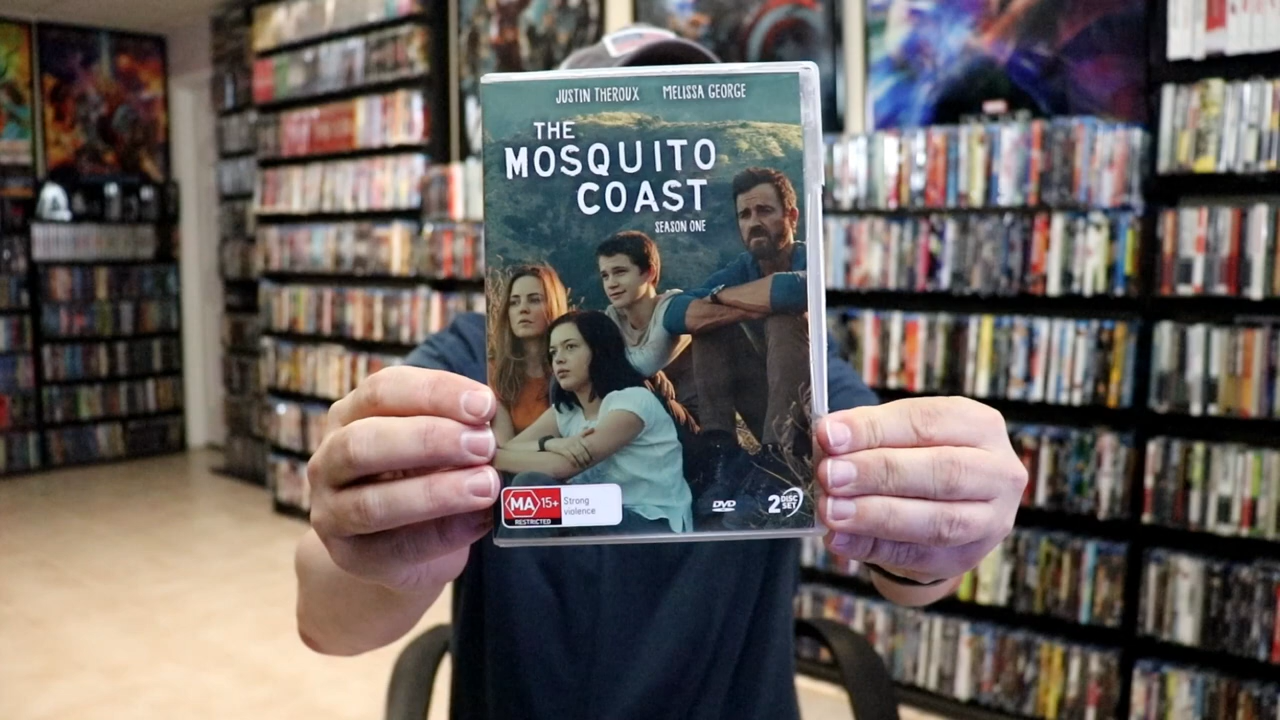 JUSTIN THEROUX MELISSA GEORGE
THE
MOSQUITO
COAST
SEASON ONE
MA 15+ Strong
violence
RESTRICTED
DVD
2 DISC
SET